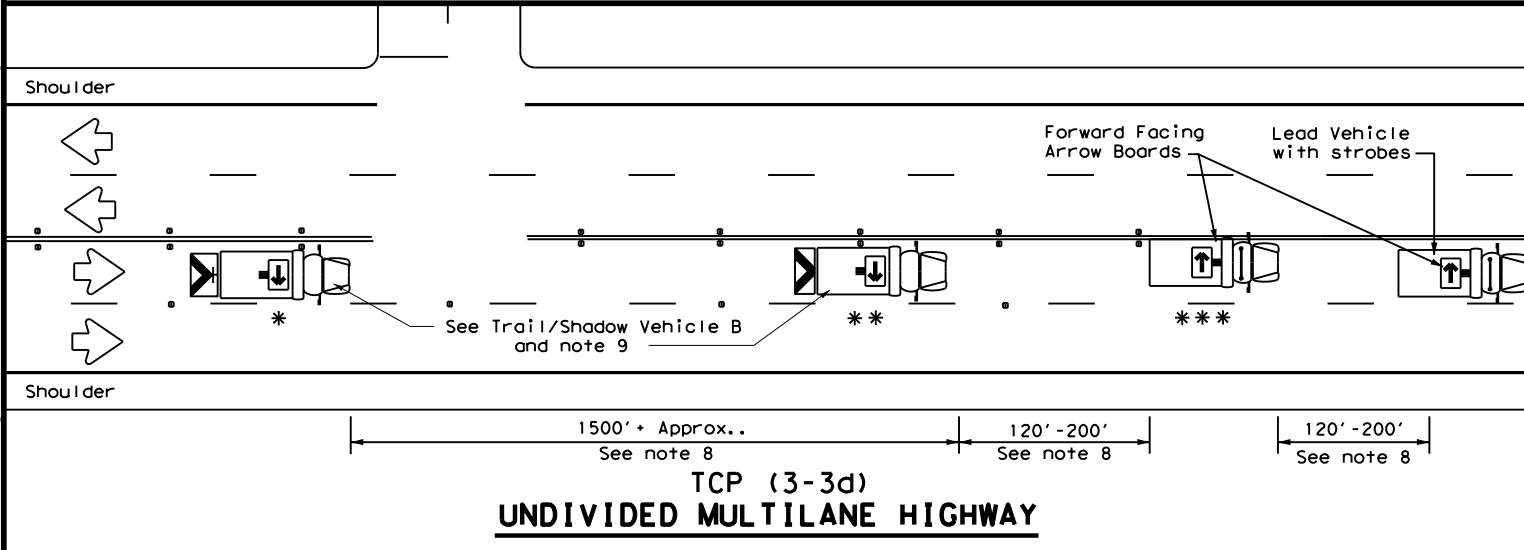 Shoulder
Forward Facing
Arrow Boards
Lead Vehicle
with strobes
*
* *
* * *
See Trail/Shadow Vehicle B
and note 9
Shoulder
1500'+ Approx..
See note 8
120'-200'
See note 8
120'-200'
See note 8
TCP (3-3d)
UNDIVIDED MULTILANE HIGHWAY